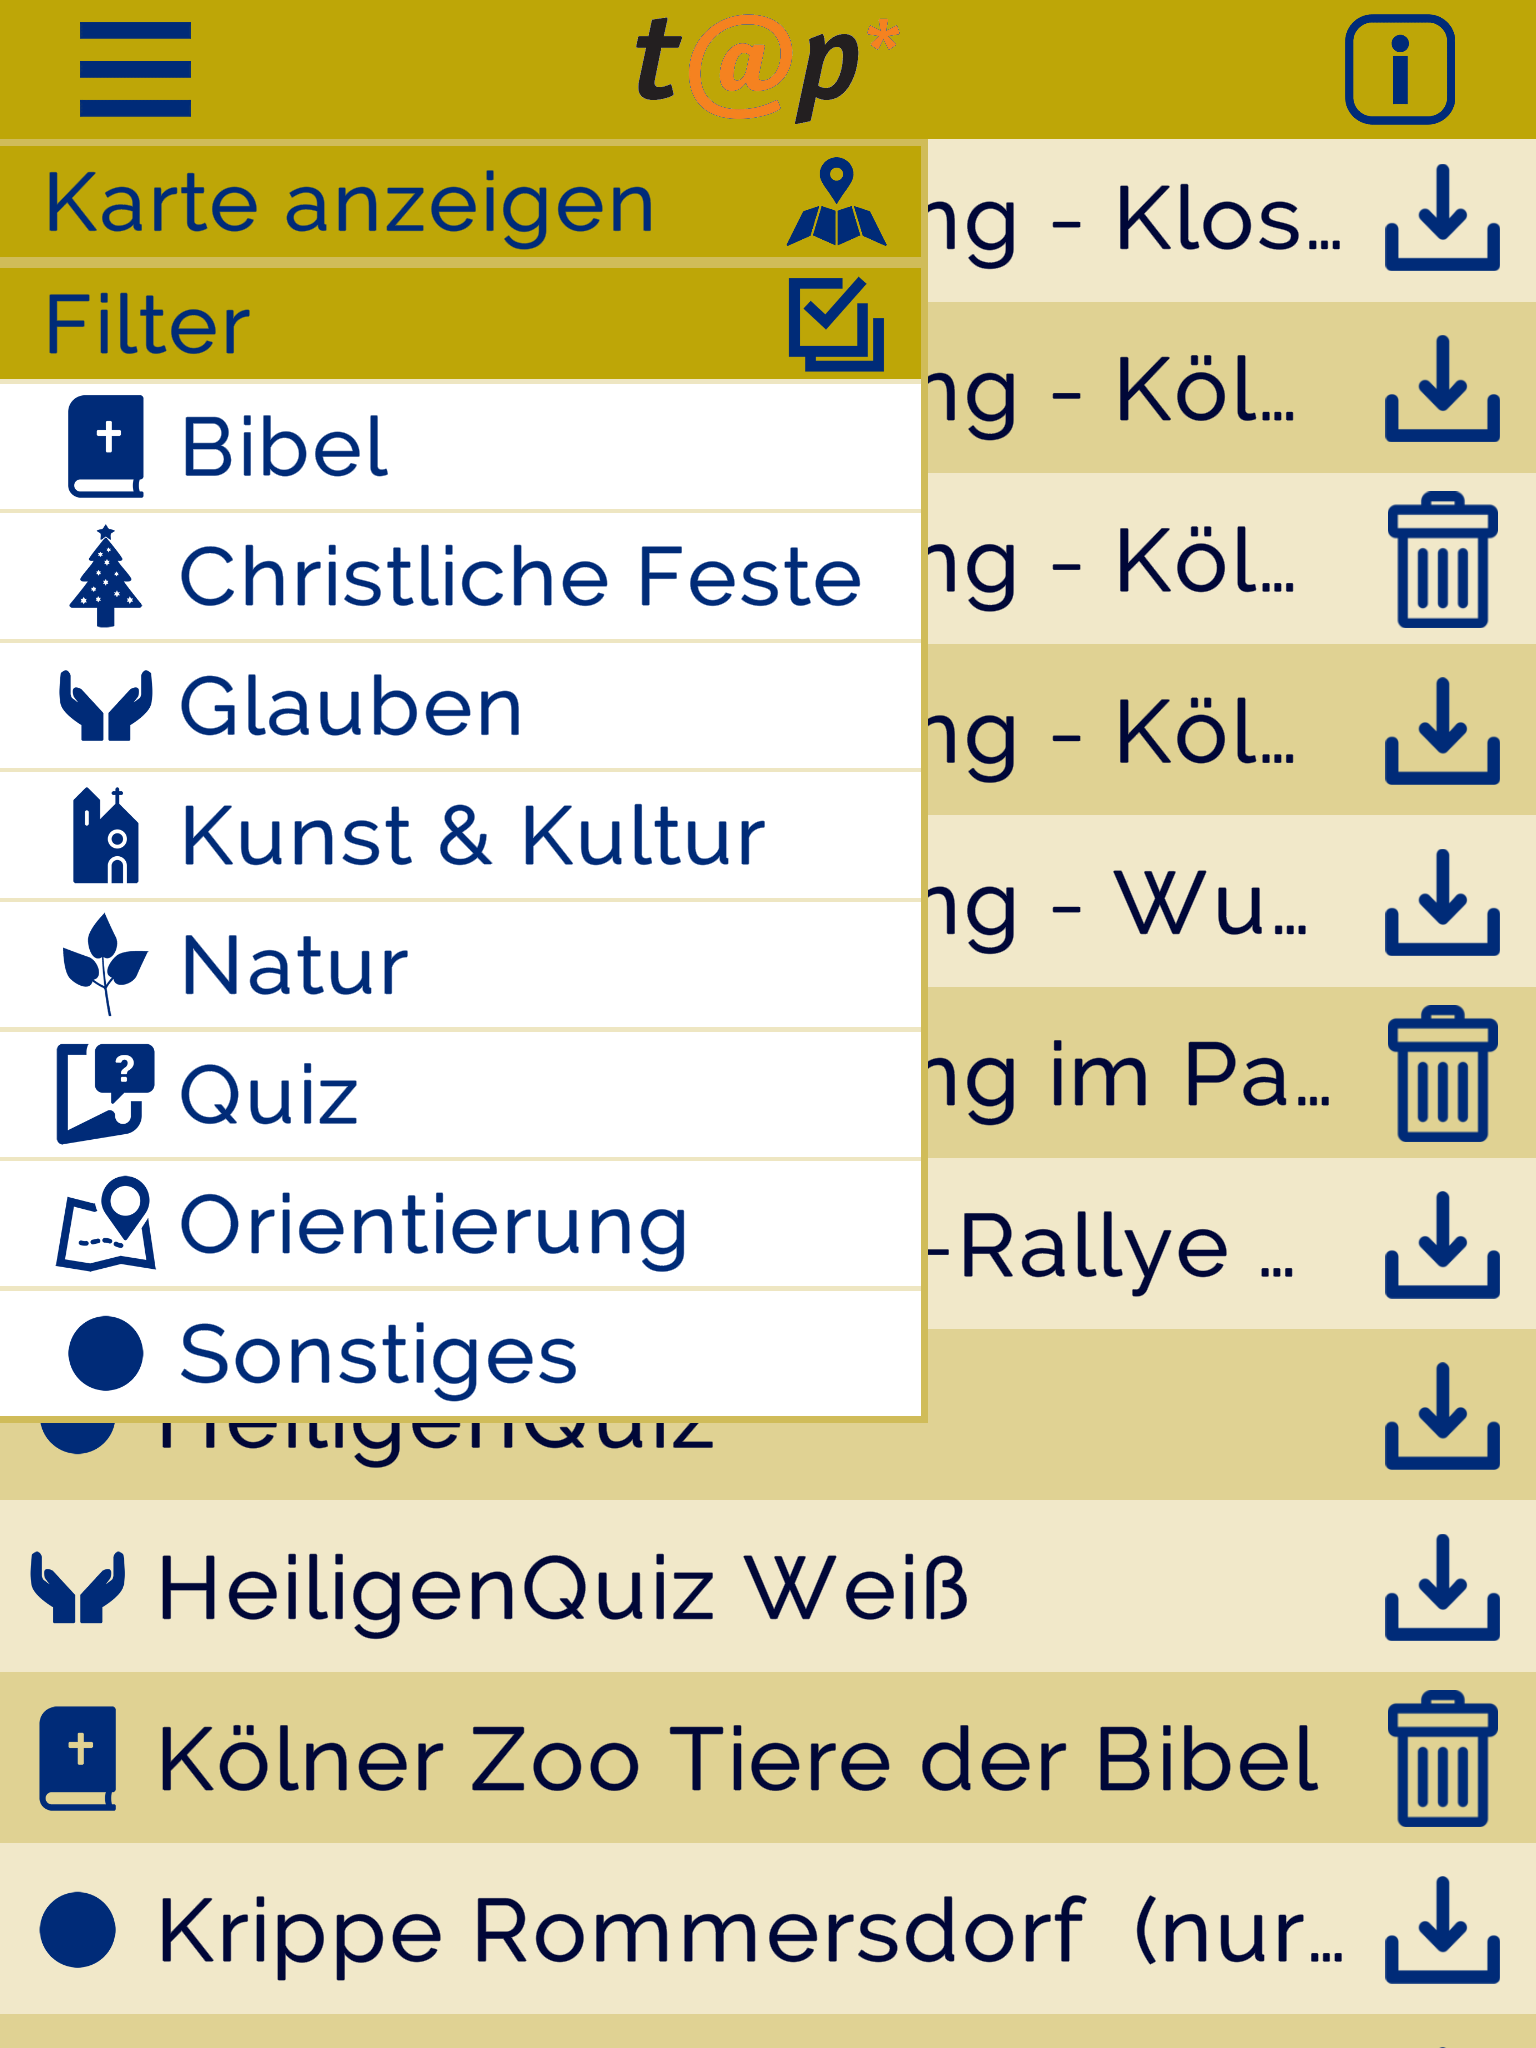 t@p*
i
Karte anzeigen
ng - Klos...
Filter
ng - Köl...
Bibel
Christliche Feste
ng - Köl...
Glauben
ng - Köl...
Kunst & Kultur
ng - Wu...
Natur
ng im Pa...
Quiz
?
Orientierung
-Rallye ...
Sonstiges
HeiligenQuiz
HeiligenQuiz Weiß
Kölner Zoo Tiere der Bibel
Krippe Rommersdorf (nur...